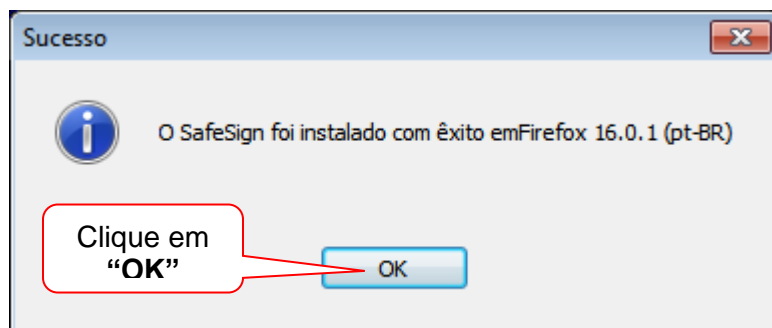 Sucesso
O SafeSign foi instalado com êxito emFirefox 16.0.1 (pt-BR)
Clique em
“OK”
OK